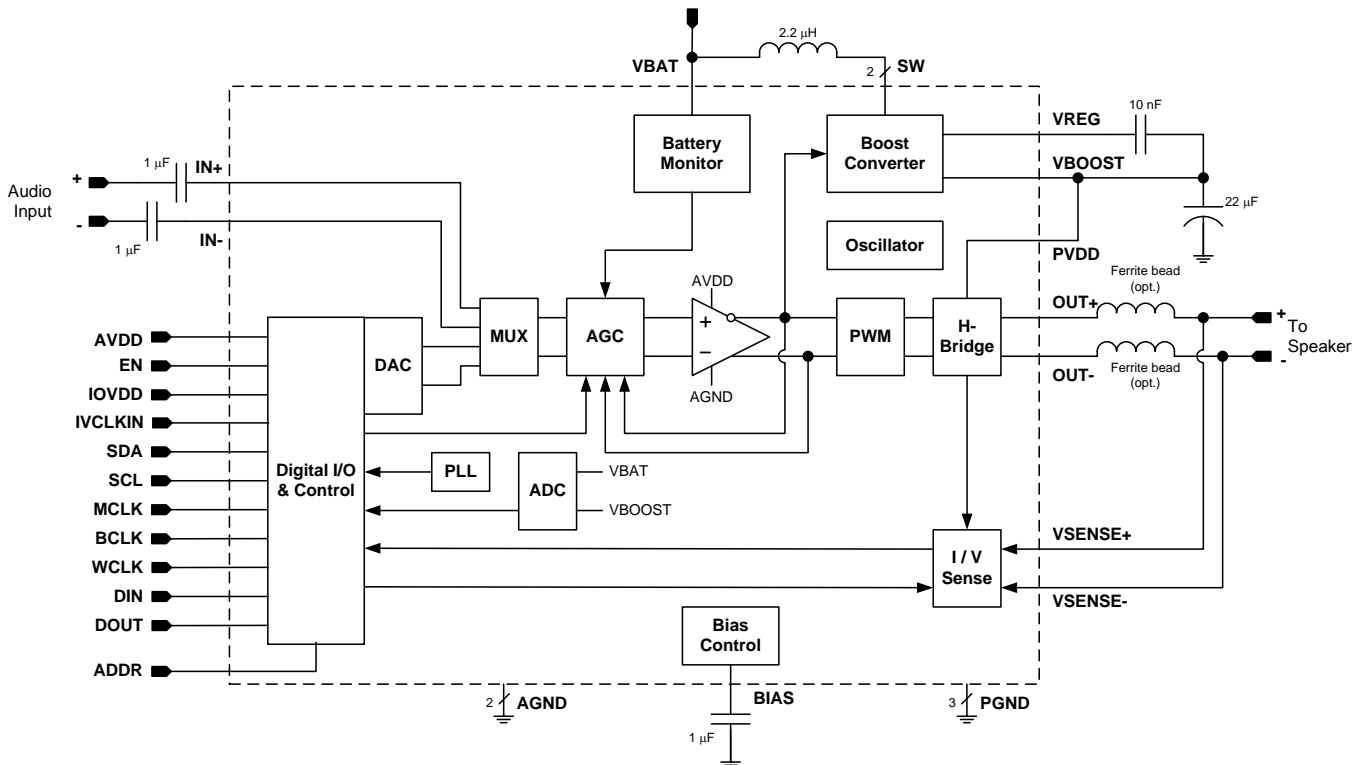 2.2 μH
VBAT
2
SW
10 nF
VREG
Battery
Monitor
Boost
Converter
VBOOST
1 μF
IN+
Audio
Input
+
-
22 μF
1 μF
IN-
Oscillator
PVDD
Ferrite bead
(opt.)
AVDD
OUT+
AVDD
EN
IOVDD
IVCLKIN
SDA
SCL
MCLK
BCLK
WCLK
DIN
DOUT
ADDR
Digital I/O
& Control
DAC
MUX
AGC
+
−
AGND
PWM
H-
Bridge
+
To
Speaker
-
OUT-
Ferrite bead
(opt.)
PLL
ADC
VBAT
VBOOST
I / V
Sense
VSENSE+
VSENSE-
Bias
Control
2
AGND
BIAS
1 μF
3
PGND